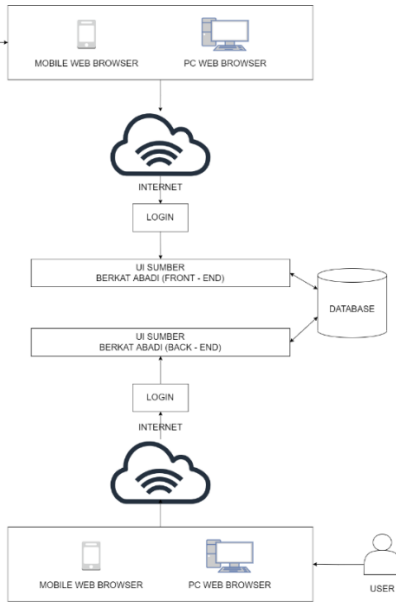 MOBILE WEB BROWSER
PC WEB BROWSER
INTERNET
LOGIN
UI SUMBER
BERKAT ABADI (FRONT - END)
DATABASE
UI SUMBER
BERKAT ABADI (BACK - END)
LOGIN
INTERNET
MOBILE WEB BROWSER
PC WEB BROWSER
USER